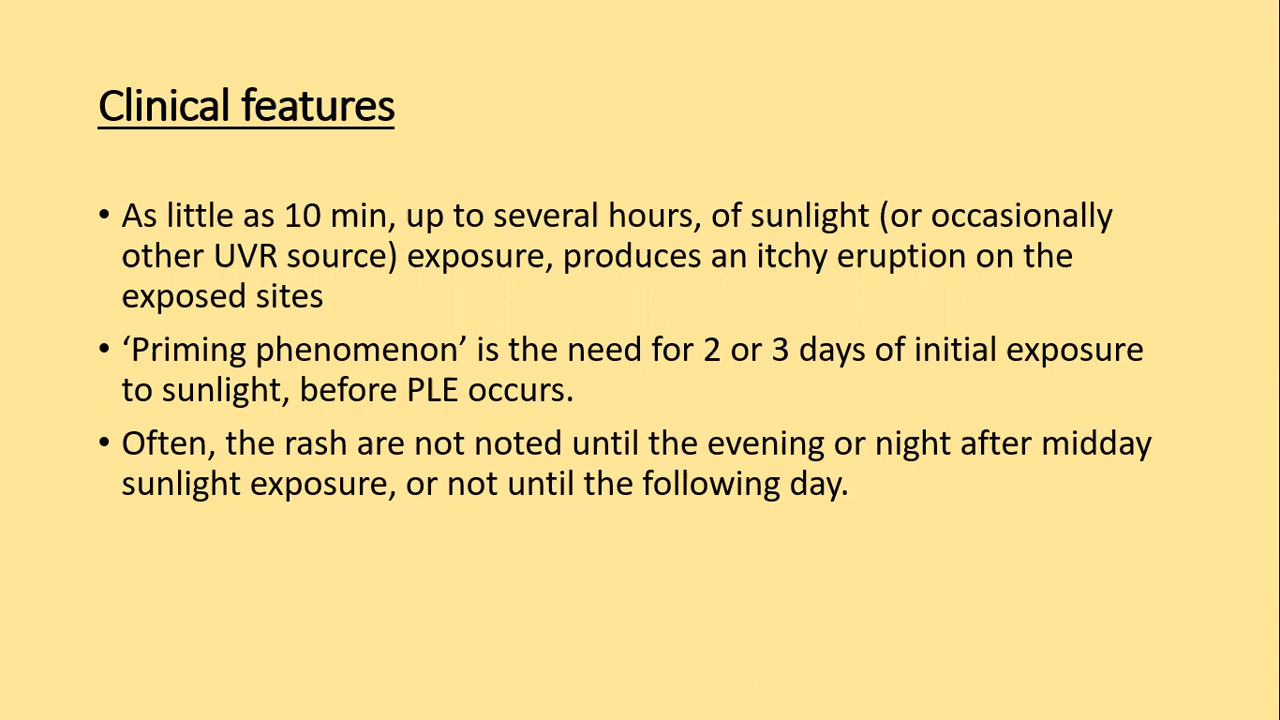 Clinical features
• As little as 10 min, up to several hours, of sunlight (or occasionally
other UVR source) exposure, produces an itchy eruption on the
exposed sites
• ‘Priming phenomenon’ is the need for 2 or 3 days of initial exposure
to sunlight, before PLE occurs.
• Often, the rash are not noted until the evening or night after midday
sunlight exposure, or not until the following day.